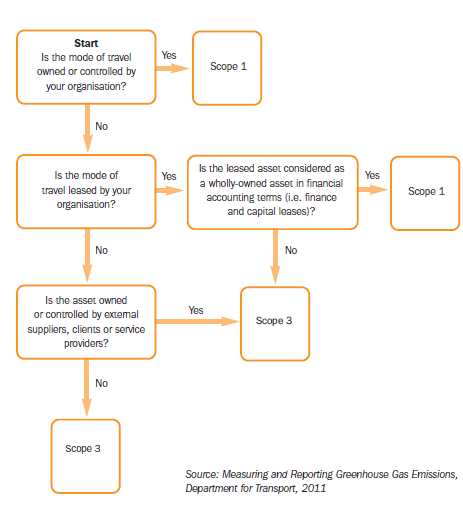 Start
Is the mode of travel
owned or controlled by
your organisation?
Yes
Scope 1
No
Is the mode of
travel leased by your
organisation?
Yes
Is the leased asset considered as
a wholly-owned asset in financial
accounting terms (i.e. finance
and capital leases)?
Yes
Scope 1
No
No
Is the asset owned
or controlled by external
suppliers, clients or service
providers?
Yes
Scope 3
No
Scope 3
Source: Measuring and Reporting Greenhouse Gas Emissions,
Department for Transport, 2011